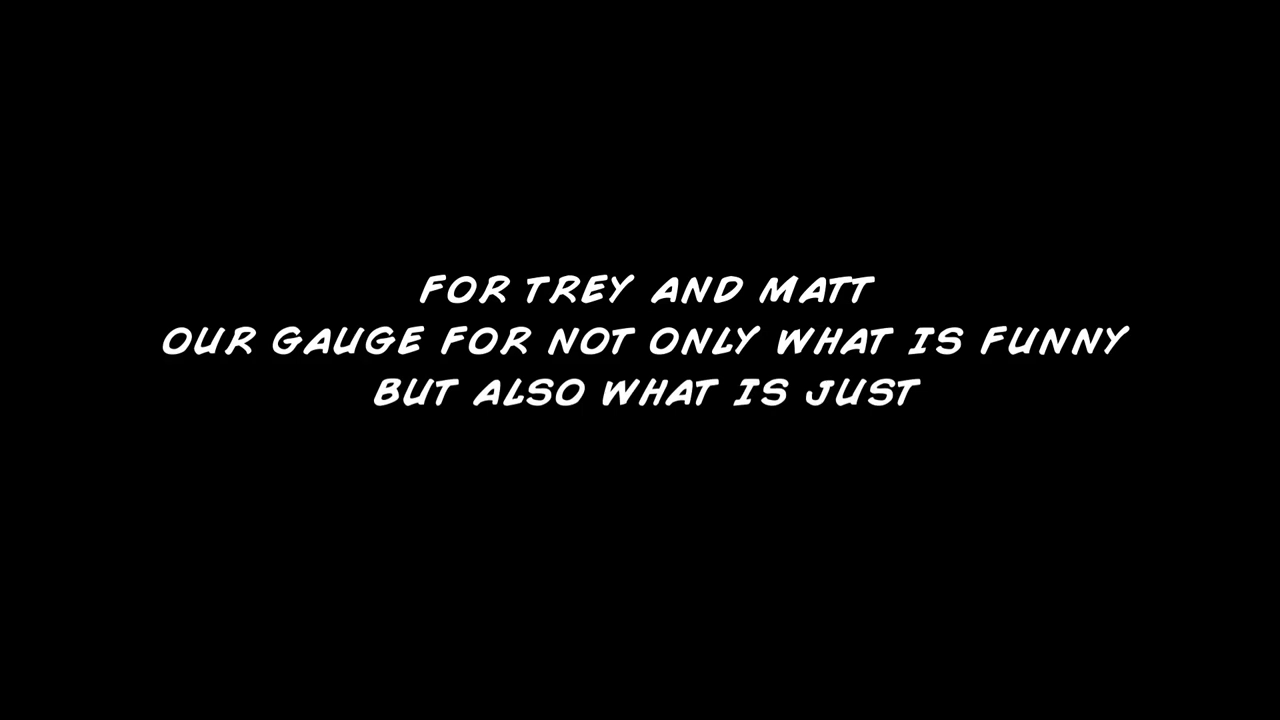 FOR TREY AND MATT
OUR GAUGE FOR NOT ONLY WHAT IS FUNNY
BUT ALSO WHAT IS JUST